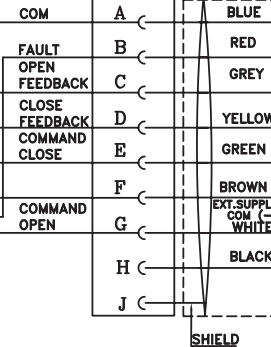 COM A BLUE
FAULT B RED
OPEN
FEEDBACK C GREY
CLOSE
FEEDBACK D YELLOW
COMMAND
CLOSE E GREEN
F BROWN
EXT.SUPPL
COMMAND COM (–
OPEN G WHITE
H BLACK
J
SHIELD